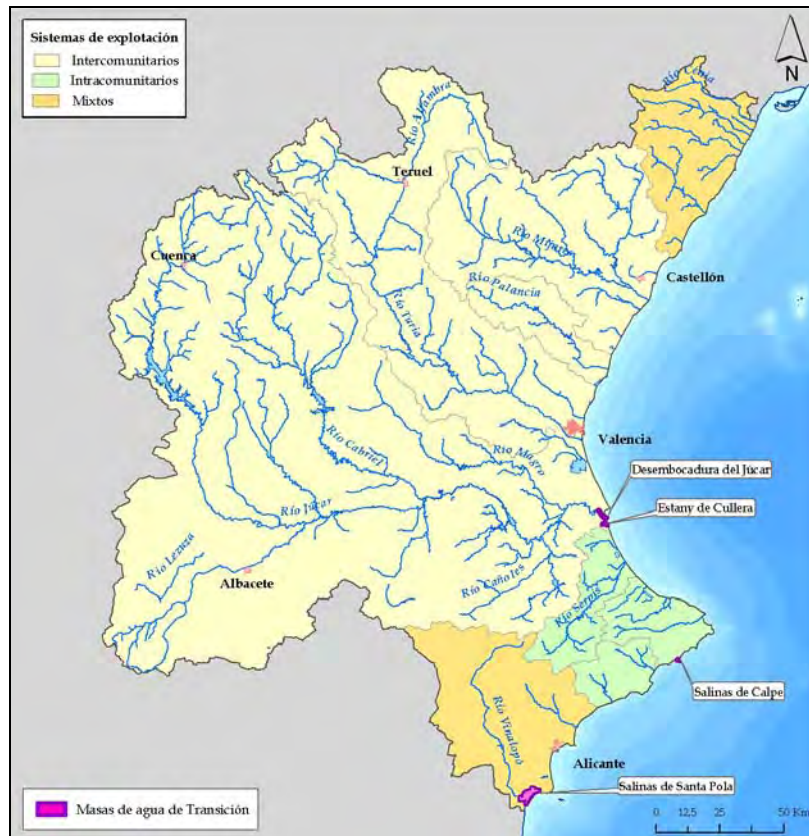 Sistemas de explotación
Intercomunitarios
Intracomunitarios
Mixtos
N
Río Cénia
Río Alfambra
Teruel
Cuenca
Río Mijares
Castellón
Río Palancia
Río Turia
Valencia
Río Magro
Río Cabriel
Desembocadura del Júcar
Estany de Cullera
Río Júcar
Río Lezuza
Albacete
Río Cañoles
Río Serpis
Salinas de Calpe
Río Vinalopó
Alicante
Salinas de Santa Pola
Masas de agua de Transición
0 12,5 25 50 Km